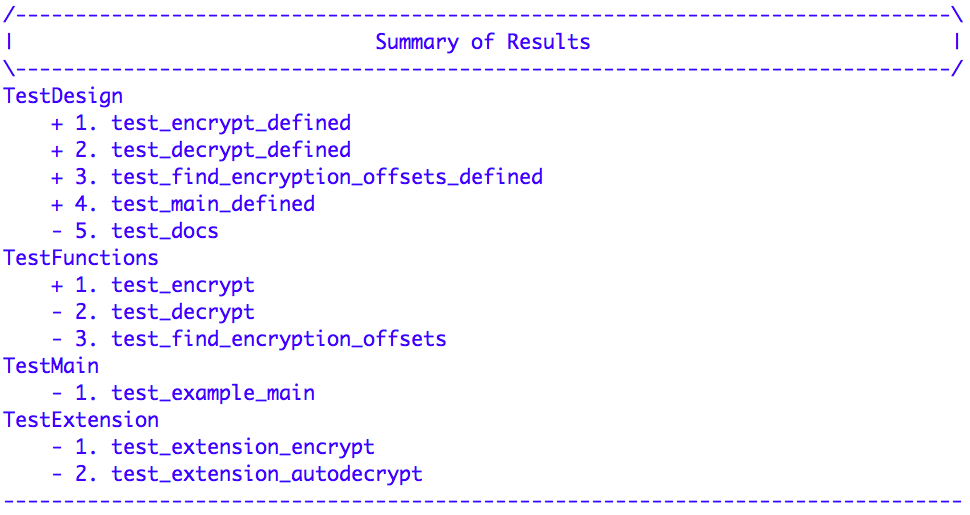 /------------------------------------------------------------------------------\
|                              Summary of Results                              |
\------------------------------------------------------------------------------/
TestDesign
    + 1. test_encrypt_defined
    + 2. test_decrypt_defined
    + 3. test_find_encryption_offsets_defined
    + 4. test_main_defined
    - 5. test_docs
TestFunctions
    + 1. test_encrypt
    - 2. test_decrypt
    - 3. test_find_encryption_offsets
TestMain
    - 1. test_example_main
TestExtension
    - 1. test_extension_encrypt
    - 2. test_extension_autodecrypt
--------------------------------------------------------------------------------